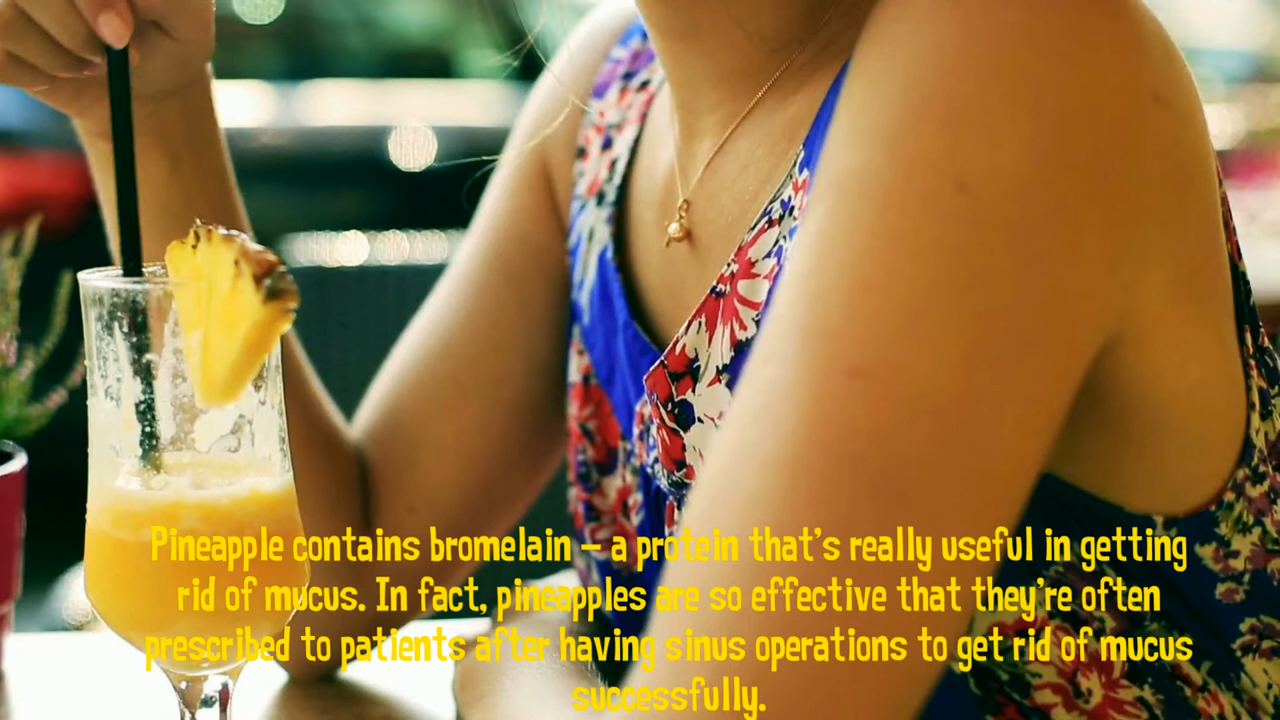 Pineapple contains bromelain – a protein that's really useful in getting
rid of mucus. In fact, pineapples are so effective that they're often
prescribed to patients after having sinus operations to get rid of mucus
successfully.